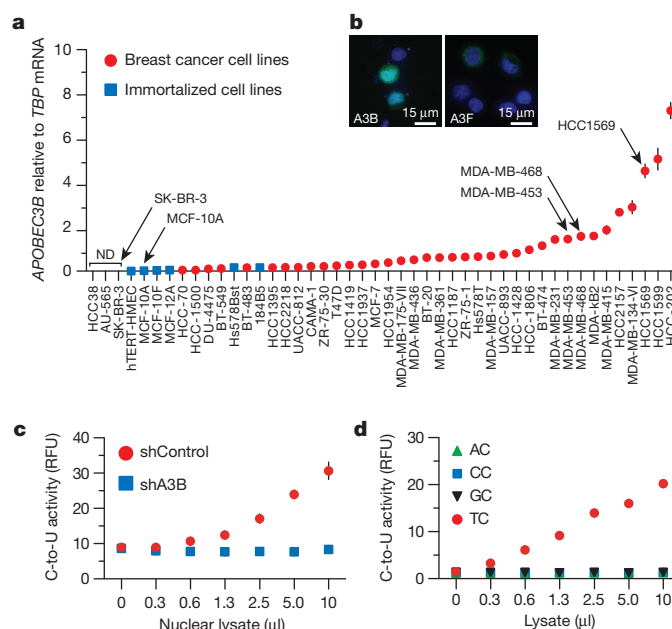 a
APOBEC3B relative to TBP mRNA
10
8
6
4
2
0
Breast cancer cell lines
Immortalized cell lines
b
A3B
15 μm
A3F
15 μm
HCC1569
MDA-MB-468
MDA-MB-453
SK-BR-3
MCF-10A
ND
HCC38
AU-565
SK-BR-3
hTERT-HMEC
MCF-10A
MCF-10F
MCF-12A
HCC-70
HCC-1500
DU-4475
BT-549
Hs578Bst
BT-483
184B5
HCC1395
HCC2218
UACC-812
CAMA-1
ZR-75-30
T47D
HCC1419
HCC1937
MCF-7
HCC1954
MDA-MB-175-VII
MDA-MB-436
BT-20
MDA-MB-361
HCC1187
ZR-75-1
Hs578T
MDA-MB-157
UACC-893
HCC-1428
HCC-1806
BT-474
MDA-MB-231
MDA-MB-453
MDA-MB-468
MDA-kB2
MDA-MB-415
HCC2157
MDA-MB-134-VI
HCC1569
HCC1599
c
C-to-U activity (RFU)
40
30
20
10
0
shControl
shA3B
0 0.3 0.6 1.3 2.5 5.0 10
Nuclear lysate (μl)
d
C-to-U activity (RFU)
30
20
10
0
AC
CC
GC
TC
0 0.3 0.6 1.3 2.5 5.0 10
Lysate (μl)